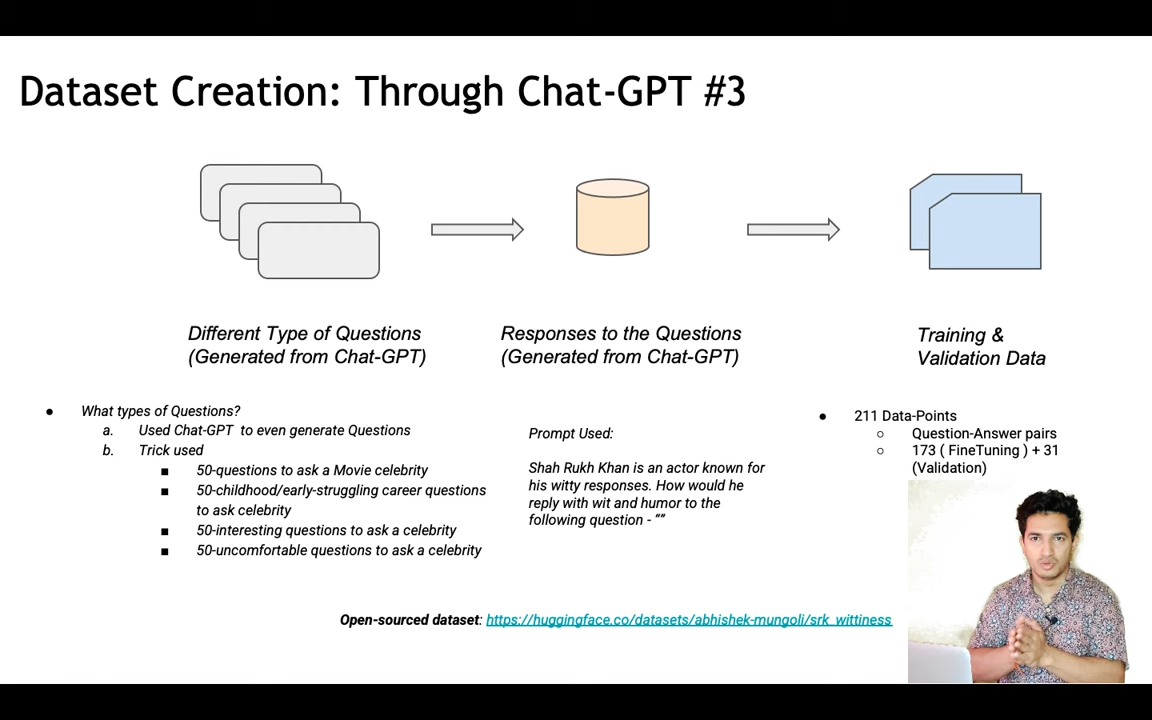 Dataset Creation: Through Chat-GPT #3
Different Type of Questions
(Generated from Chat-GPT)
Responses to the Questions
(Generated from Chat-GPT)
Training &
Validation Data
● What types of Questions?
a. Used Chat-GPT to even generate Questions
b. Trick used
■ 50-questions to ask a Movie celebrity
■ 50-childhood/early-struggling career questions
to ask celebrity
■ 50-interesting questions to ask a celebrity
■ 50-uncomfortable questions to ask a celebrity
Prompt Used:
Shah Rukh Khan is an actor known for
his witty responses. How would he
reply with wit and humor to the
following question - “”
● 211 Data-Points
○ Question-Answer pairs
○ 173 ( FineTuning ) + 31
(Validation)
Open-sourced dataset: https://huggingface.co/datasets/abhishek-mungoli/srk_wittiness